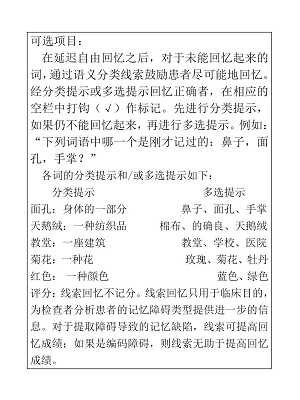 可选项目：
在延迟自由回忆之后，对于未能回忆起来的
词，通过语义分类线索鼓励患者尽可能地回忆。
经分类提示或多选提示回忆正确者，在相应的
空栏中打钩（√）作标记。先进行分类提示，
如果仍不能回忆起来，再进行多选提示。例如：
“下列词语中哪一个是刚才记过的：鼻子，面
孔，手掌？”
各词的分类提示和/或多选提示如下：
分类提示 多选提示
面孔：身体的一部分 鼻子、面孔、手掌
天鹅绒：一种纺织品 棉布、的确良、天鹅绒
教堂：一座建筑 教堂、学校、医院
菊花：一种花 玫瑰、菊花、牡丹
红色： 一种颜色 蓝色、绿色
评分：线索回忆不记分。线索回忆只用于临床目的，
为检查者分析患者的记忆障碍类型提供进一步的信
息。对于提取障碍导致的记忆缺陷，线索可提高回
忆成绩；如果是编码障碍，则线索无助于提高回忆
成绩。